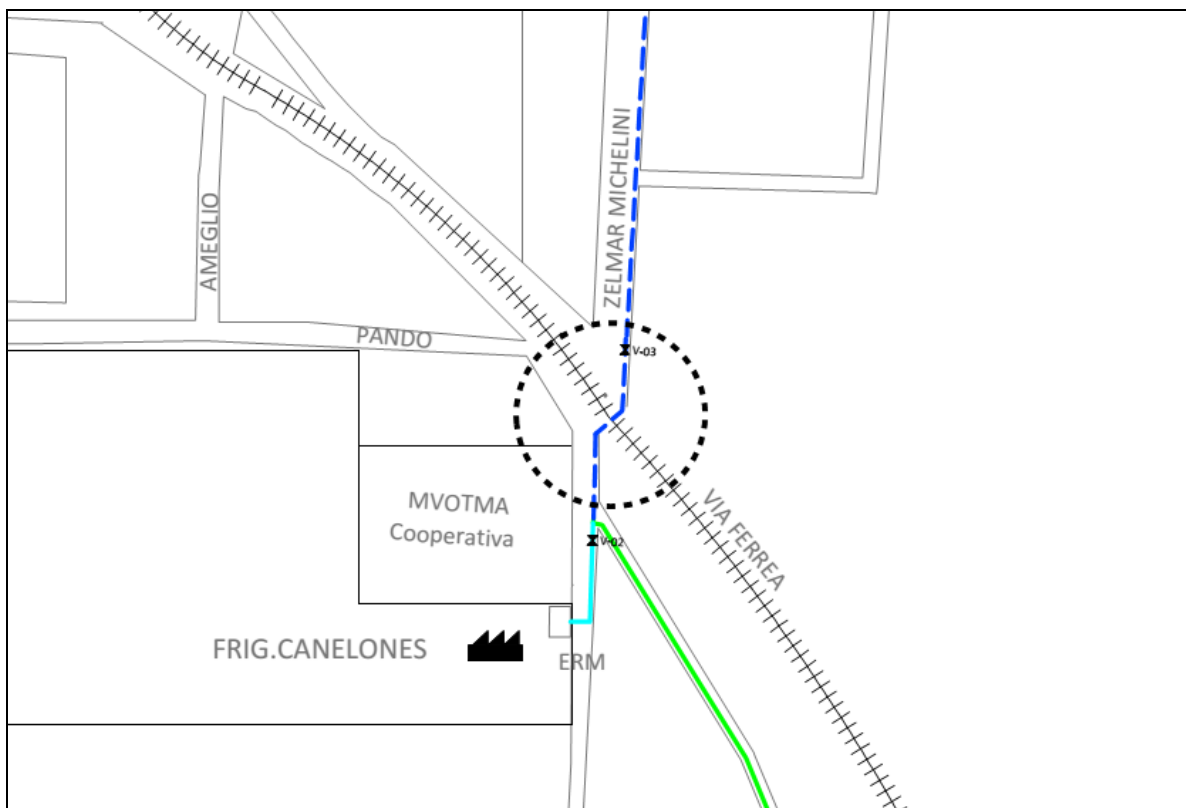 ZELMAR MICHELINI
AMEGLIO
PANDO
V-03
MVOTMA
Cooperativa
V-02
VIA FERREA
FRIG.CANELONES
ERM